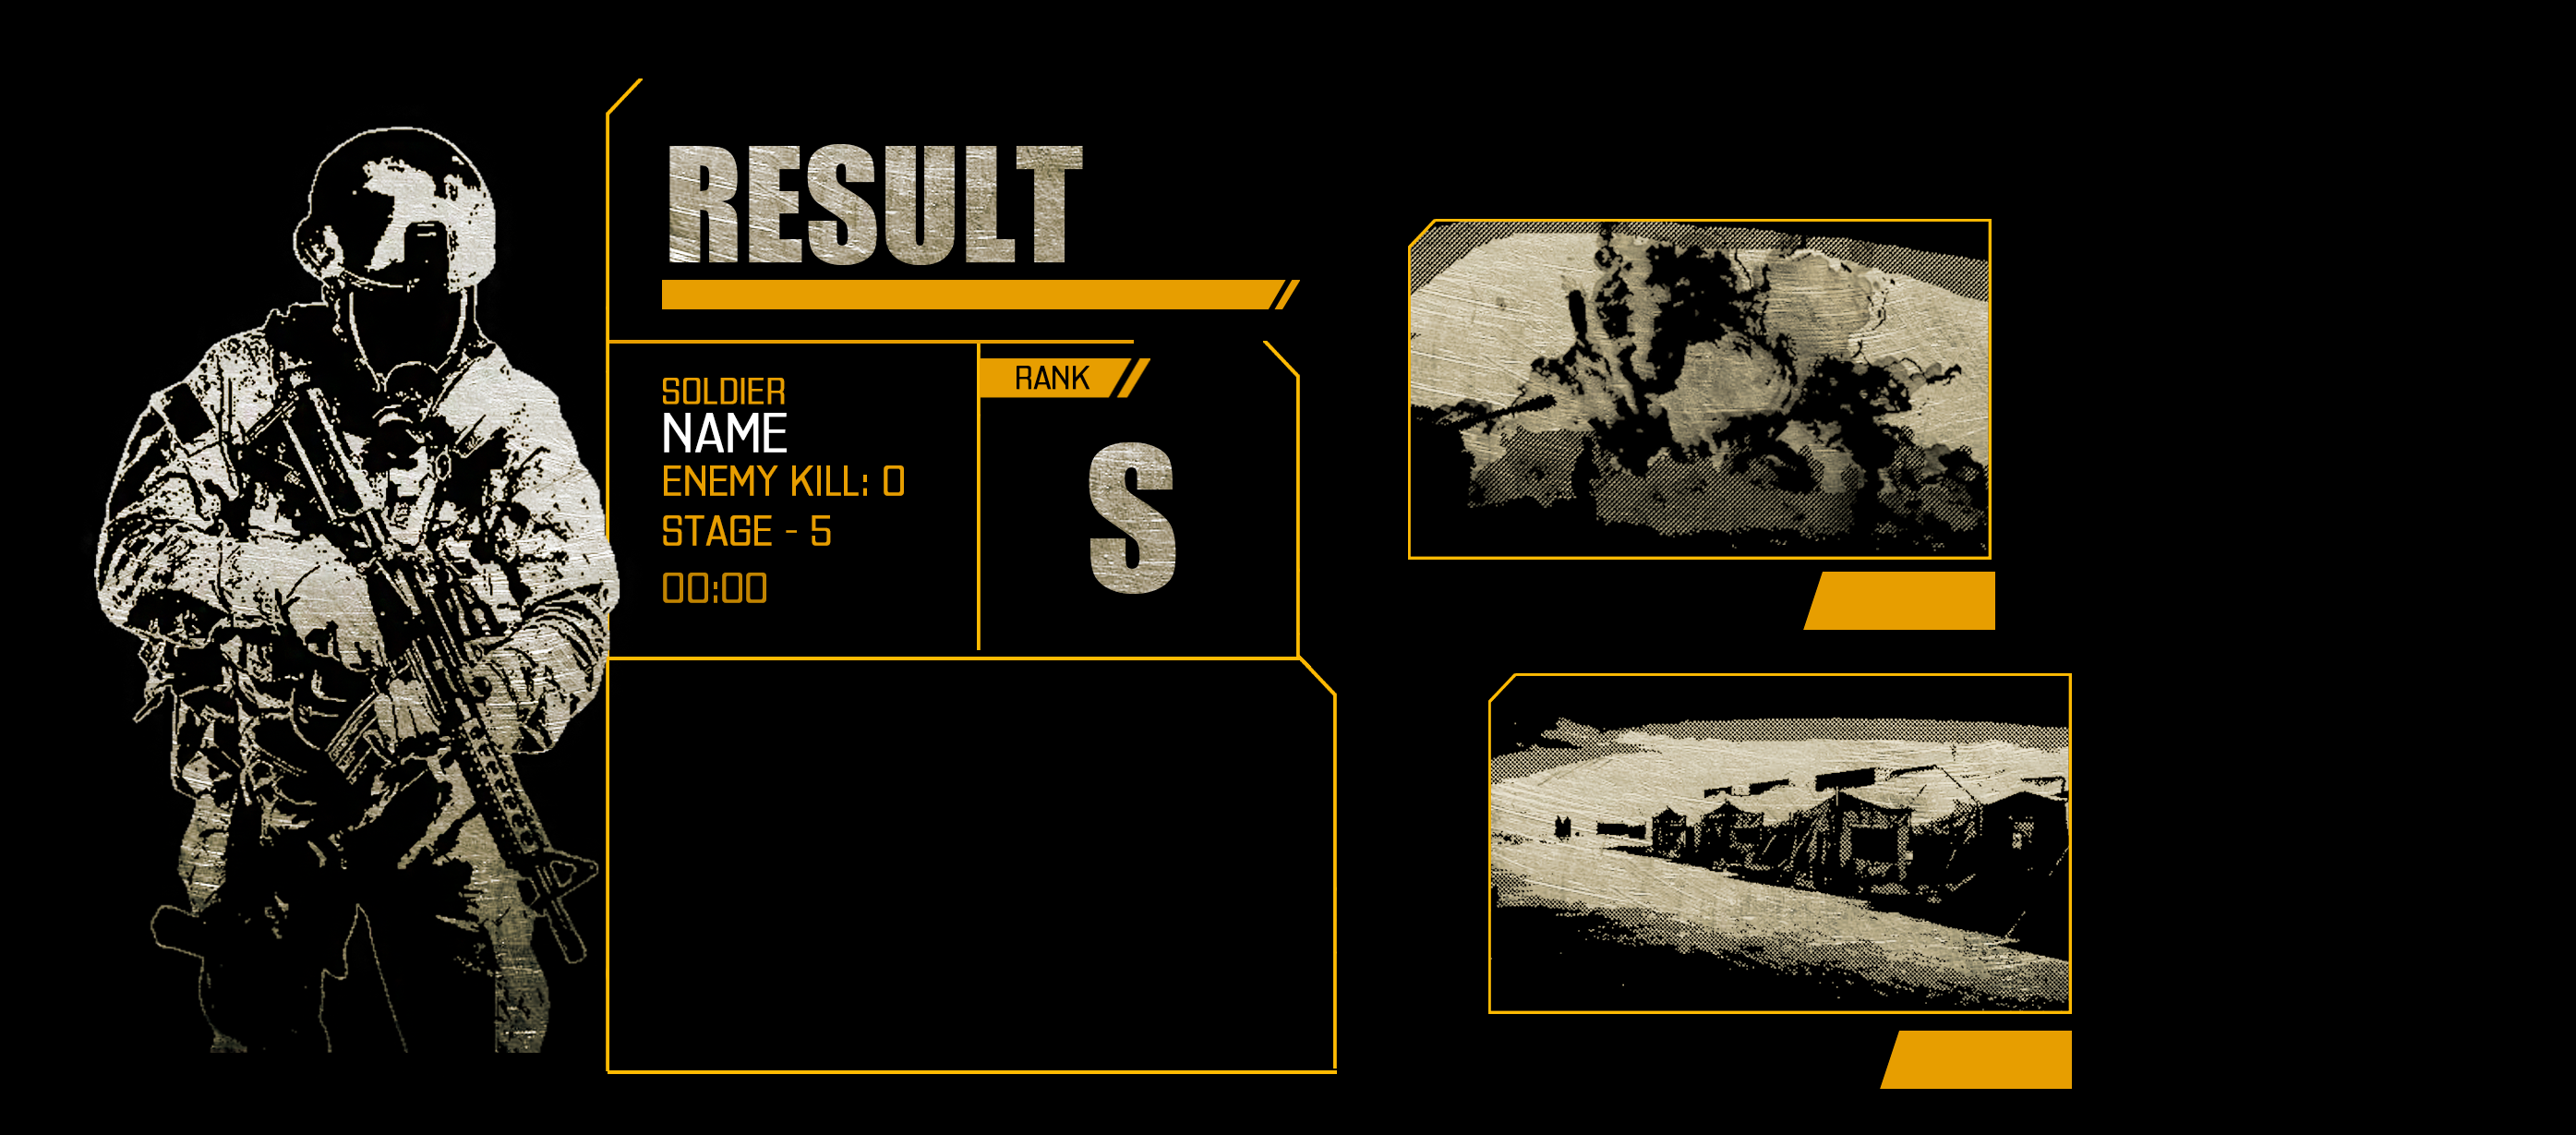 RESULT
SOLDIER
NAME
ENEMY KILL: 0
STAGE - 5
00:00
RANK
S